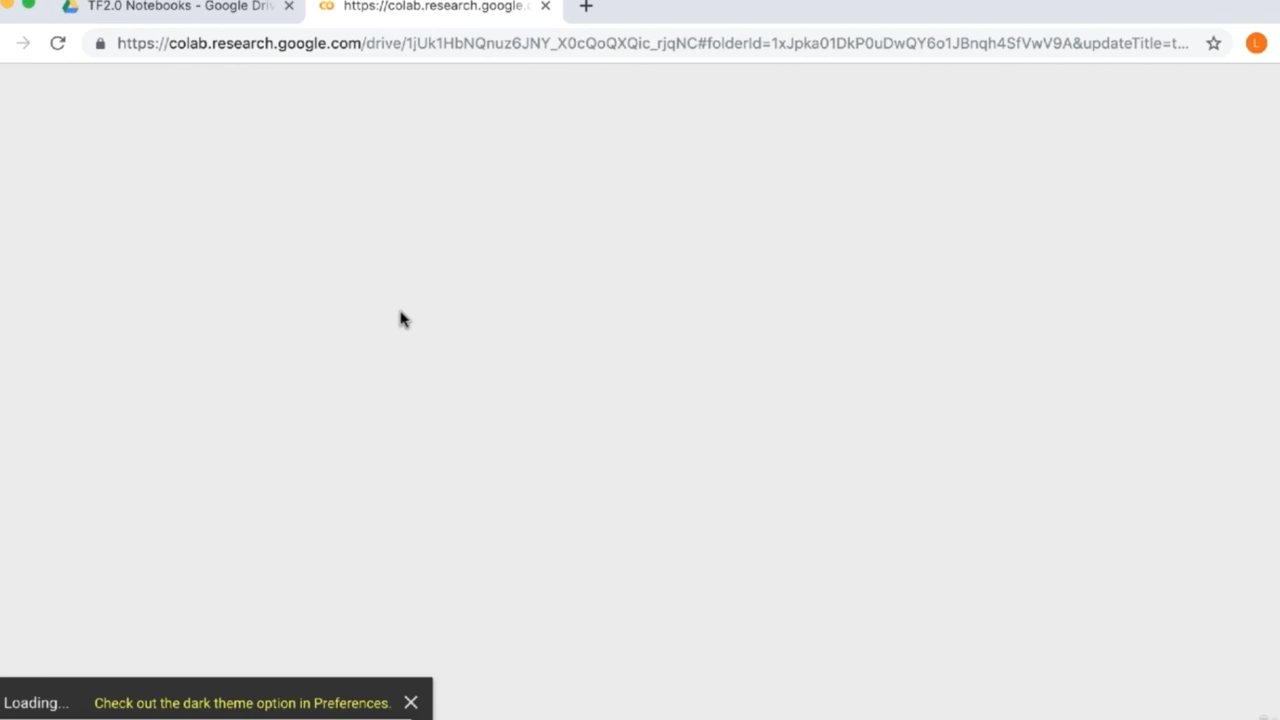 TF2.0 Notebooks - Google Driv
https://colab.research.google.c
https://colab.research.google.com/drive/1jUk1HbNQnuz6JNY_X0cQoQXQic_rjqNC#folderId=1xJpka01DkP0uDwQY6o1JBnqh4SfVwV9A&updateTitle=t...
L
Loading... Check out the dark theme option in Preferences.